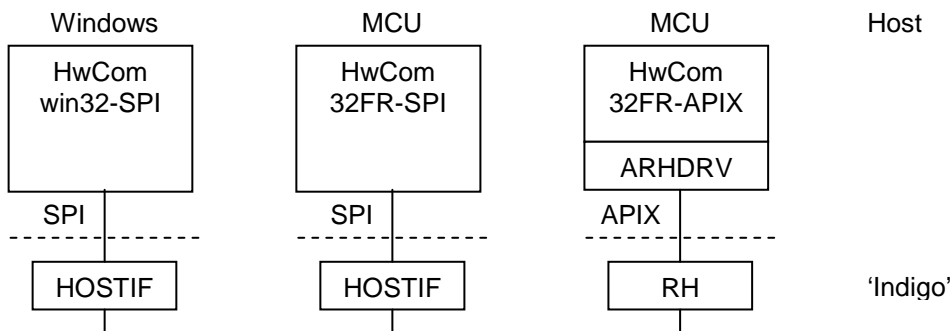 Windows MCU MCU Host
HwCom HwCom HwCom
win32-SPI 32FR-SPI 32FR-APIX
ARHDRV
SPI SPI APIX
HOSTIF HOSTIF RH 'Indigo'